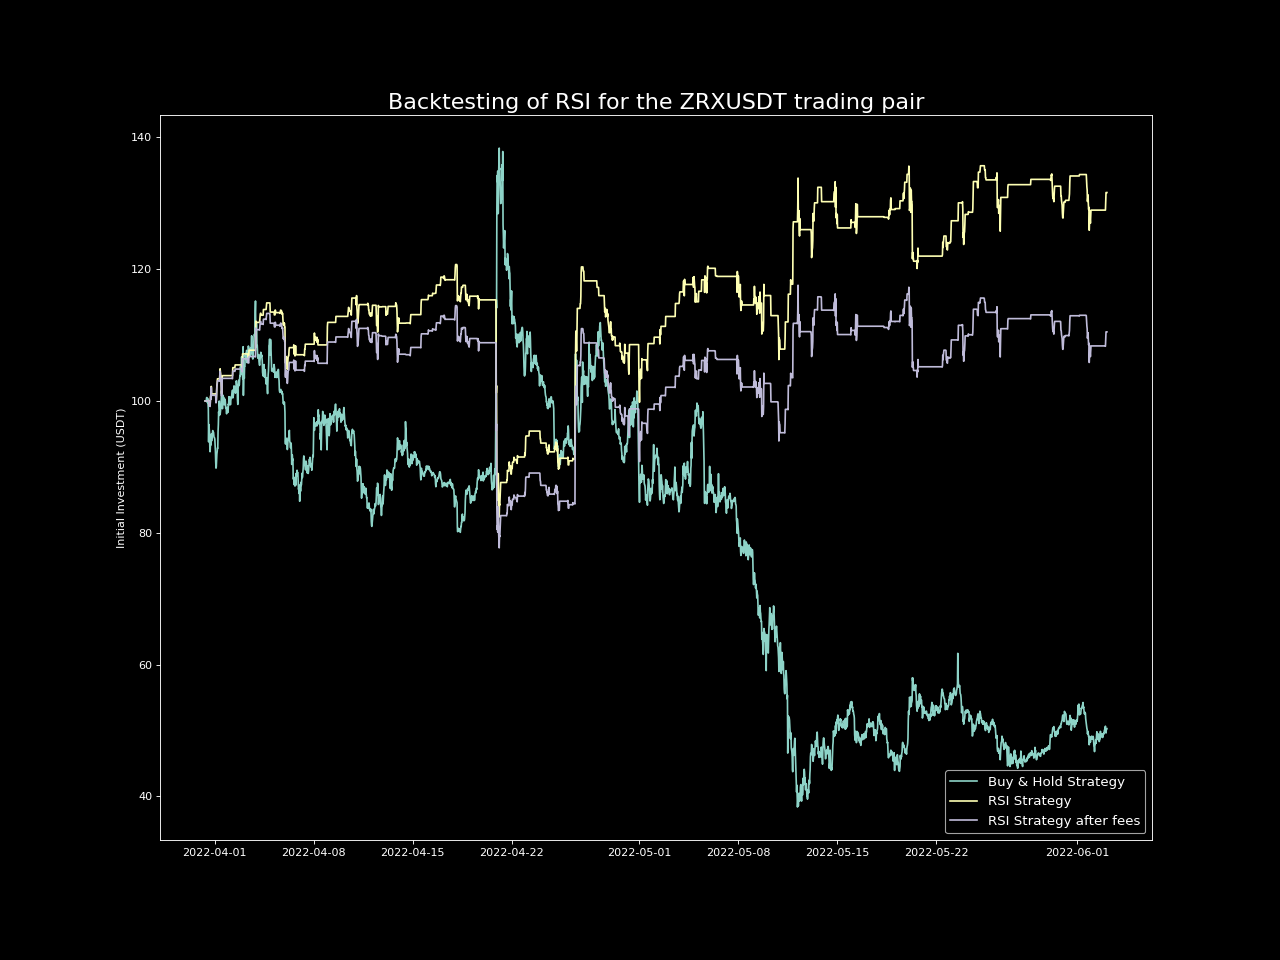 Backtesting of RSI for the ZRXUSDT trading pair
140
120
100
80
60
40
Initial Investment (USDT)
2022-04-01 2022-04-08 2022-04-15 2022-04-22 2022-05-01 2022-05-08 2022-05-15 2022-05-22 2022-06-01
Buy & Hold Strategy
RSI Strategy
RSI Strategy after fees